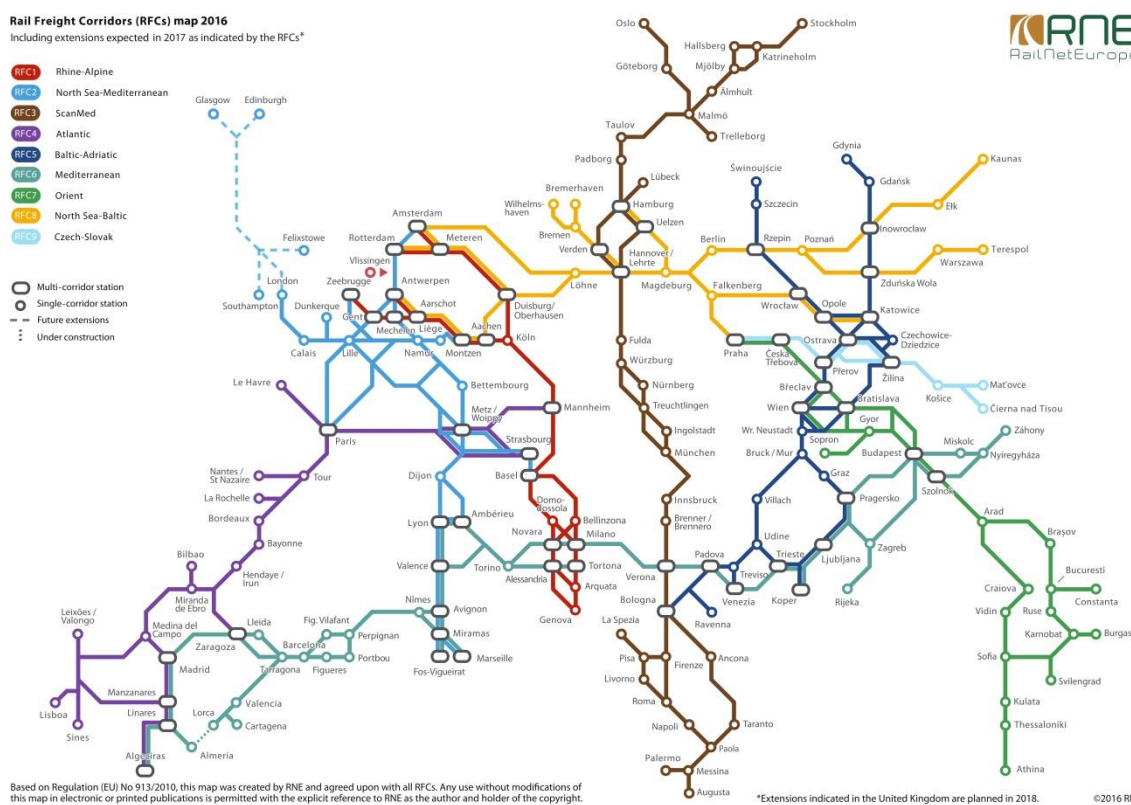 Rail Freight Corridors (RFCs) map 2016
Including extensions expected in 2017 as indicated by the RFCs*
RNE
RailNetEurope
RFC1 Rhine-Alpine
RFC2 North Sea-Mediterranean
RFC3 ScanMed
RFC4 Atlantic
RFC5 Baltic-Adriatic
RFC6 Mediterranean
RFC7 Orient
RFC8 North Sea-Baltic
RFC9 Czech-Slovak
Multi-corridor station
Single-corridor station
Future extensions
Under construction
Oslo
Stockholm
Hallsberg
Katrineholm
Göteborg
Mjölby
Älmhult
Malmö
Trelleborg
Taulov
Padborg
Lübeck
Hamburg
Uelzen
Glasgow
Edinburgh
Felixstowe
London
Southampton
Dunkerque
Calais
Lille
Amsterdam
Rotterdam
Meteren
Vlissingen
Zeebrugge
Antwerpen
Gent
Mechelen
Aarschot
Liège
Aachen
Namur
Montzen
Duisburg/
Oberhausen
Köln
Bremerhaven
Wilhelms-
haven
Bremen
Verden
Löhne
Hannover /
Lehrte
Magdeburg
Berlin
Falkenberg
Świnoujście
Szczecin
Rzepin
Poznań
Gdynia
Gdańsk
Inowrocław
Kaunas
Ełk
Terespol
Warszawa
Zduńska Wola
Wrocław
Opole
Katowice
Czechowice-
Dziedzice
Praha
Česká
Třebova
Ostrava
Přerov
Žilina
Košice
Mat'ovce
Čierna nad Tisou
Břeclav
Bratislava
Wien
Gyor
Wr. Neustadt
Sopron
Budapest
Bruck / Mur
Graz
Miskolc
Záhony
Nyíregyháza
Szolnok
Pragersko
Villach
Udine
Zagreb
Ljubljana
Trieste
Rijeka
Koper
Treviso
Venezia
Padova
Ravenna
Fulda
Würzburg
Nürnberg
Treuchtlingen
Ingolstadt
München
Innsbruck
Brenner /
Brennero
Verona
Bologna
La Spezia
Pisa
Livorno
Firenze
Ancona
Roma
Napoli
Taranto
Paola
Palermo
Messina
Augusta
Bettembourg
Metz /
Woippy
Mannheim
Strasbourg
Basel
Domo-
dossola
Bellinzona
Novara
Milano
Alessandria
Tortona
Arquata
Genova
Torino
Le Havre
Paris
Dijon
Lyon
Ambérieu
Valence
Avignon
Nîmes
Miramas
Marseille
Fos-Vigueirat
Nantes /
St Nazaire
Tour
La Rochelle
Bordeaux
Bayonne
Hendaye /
Irun
Bilbao
Miranda
de Ebro
Leixões /
Valongo
Medina del
Campo
Zaragoza
Lleida
Barcelona
Tarragona
Fig. Vilafant
Perpignan
Figueres
Portbou
Madrid
Manzanares
Linares
Lisboa
Sines
Algeciras
Almería
Lorca
Valencia
Cartagena
Arad
Braşov
Bucuresti
Constanta
Craiova
Vidin
Ruse
Karnobat
Burgas
Sofia
Svilengrad
Kulata
Thessaloniki
Athina
Based on Regulation (EU) No 913/2010, this map was created by RNE and agreed upon with all RFCs. Any use without modifications of
this map in electronic or printed publications is permitted with the explicit reference to RNE as the author and holder of the copyright.
*Extensions indicated in the United Kingdom are planned in 2018.
©2016 R